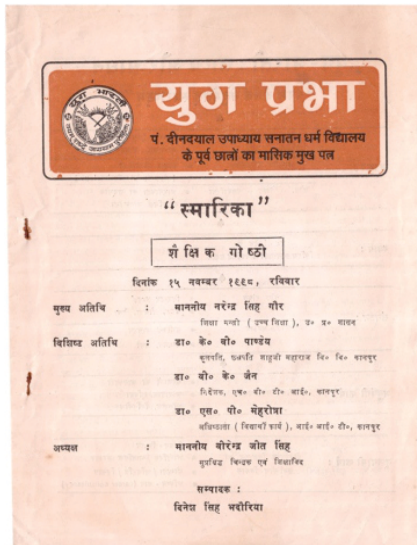 युग भारती
युग प्रभा
पं. दीनदयाल उपाध्याय सनातन धर्म विद्यालय
के पूर्व छात्रों का मासिक मुख पत्र
“स्मारिका”
शैक्षिक गोष्ठी
दिनांक १५ नवम्बर १९९८, रविवार
मुख्य अतिथि : माननीय नरेन्द्र सिंह गौर
शिक्षा मन्त्री ( उच्च शिक्षा ), उ० प्र० शासन
विशिष्ट अतिथि : डा० के० बी० पाण्डेय
कुलपति, छत्रपति शाहूजी महाराज वि० वि० कानपुर
डा० बी० के० जैन
निदेशक, एच० बी० टी० आई०, कानपुर
डा० एस० पी० मेहरोत्रा
अधिष्ठाता ( विद्यार्थी कार्य ), आई० आई० टी०, कानपुर
अध्यक्ष : माननीय वीरेन्द्र जीत सिंह
सुप्रसिद्ध चिन्तक एवं शिक्षाविद
सम्पादक :
दिनेश सिंह भदौरिया